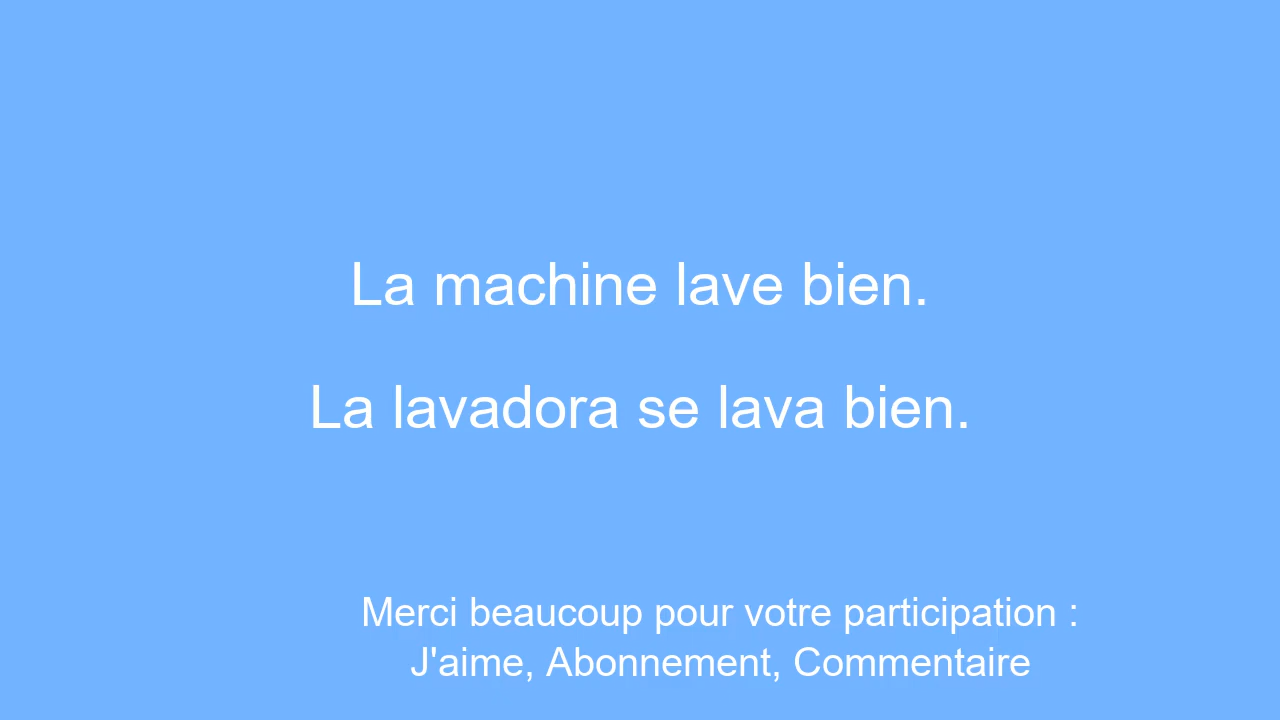 La machine lave bien.
La lavadora se lava bien.
Merci beaucoup pour votre participation :
J'aime, Abonnement, Commentaire